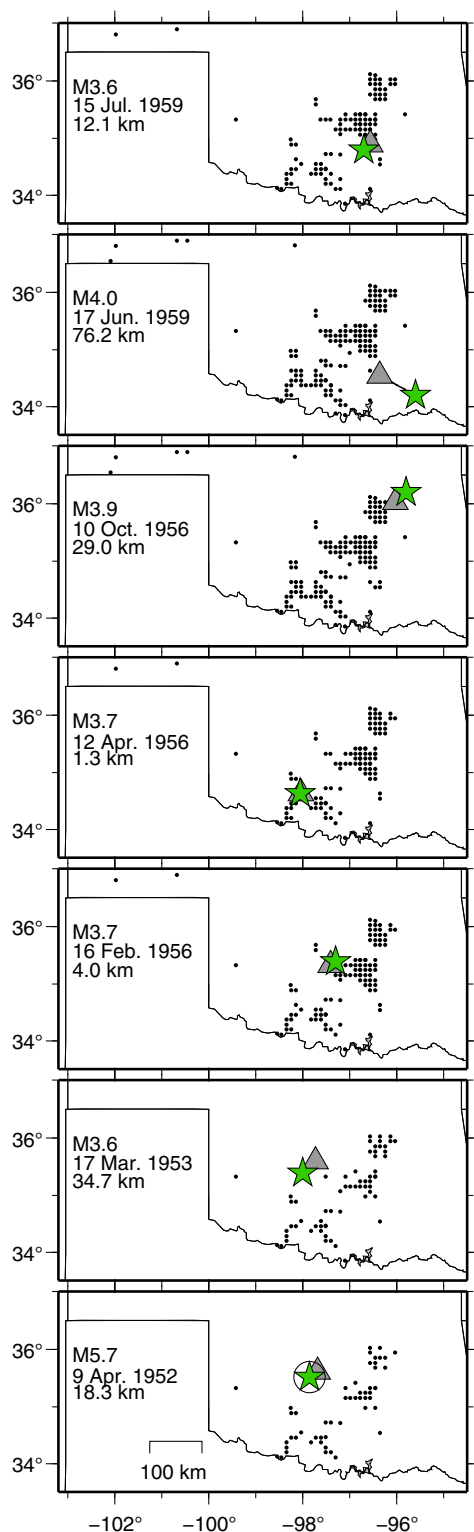 36°
M3.6
15 Jul. 1959
12.1 km
34°
36°
M4.0
17 Jun. 1959
76.2 km
34°
36°
M3.9
10 Oct. 1956
29.0 km
34°
36°
M3.7
12 Apr. 1956
1.3 km
34°
36°
M3.7
16 Feb. 1956
4.0 km
34°
36°
M3.6
17 Mar. 1953
34.7 km
34°
36°
M5.7
9 Apr. 1952
18.3 km
34°
100 km
−102° −100° −98° −96°